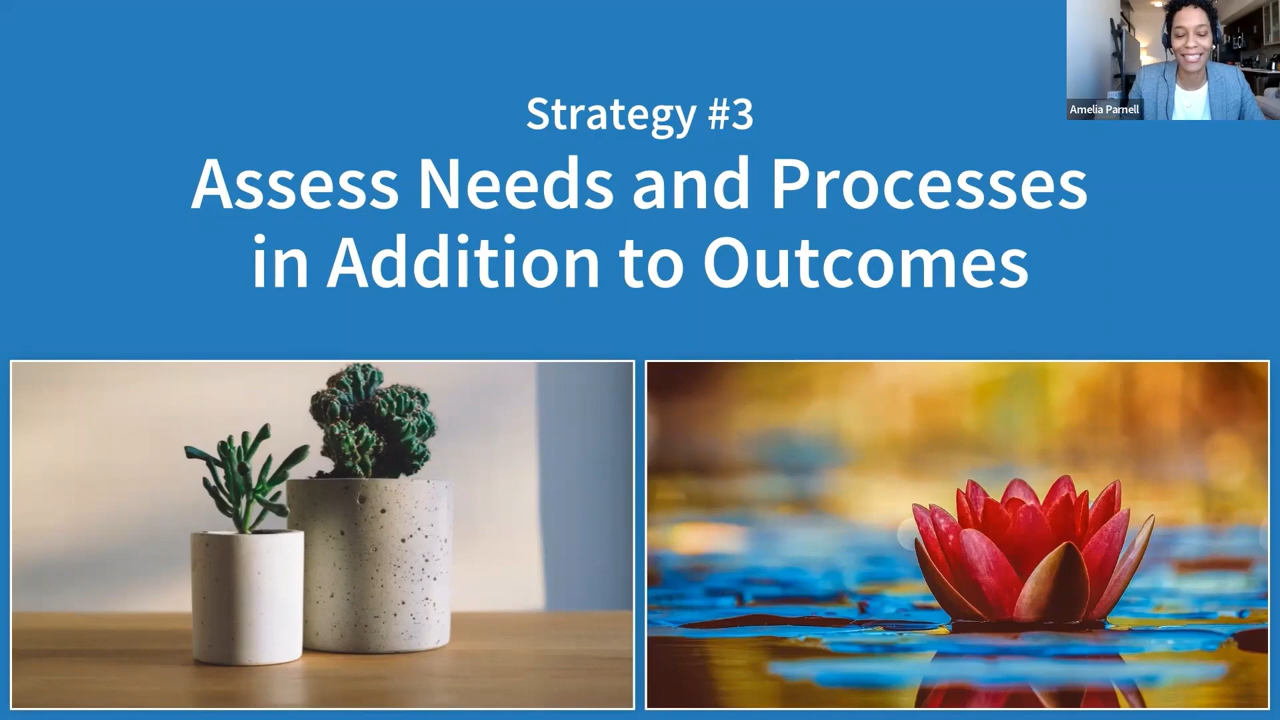 Strategy #3
Assess Needs and Processes
in Addition to Outcomes
Amelia Parnell